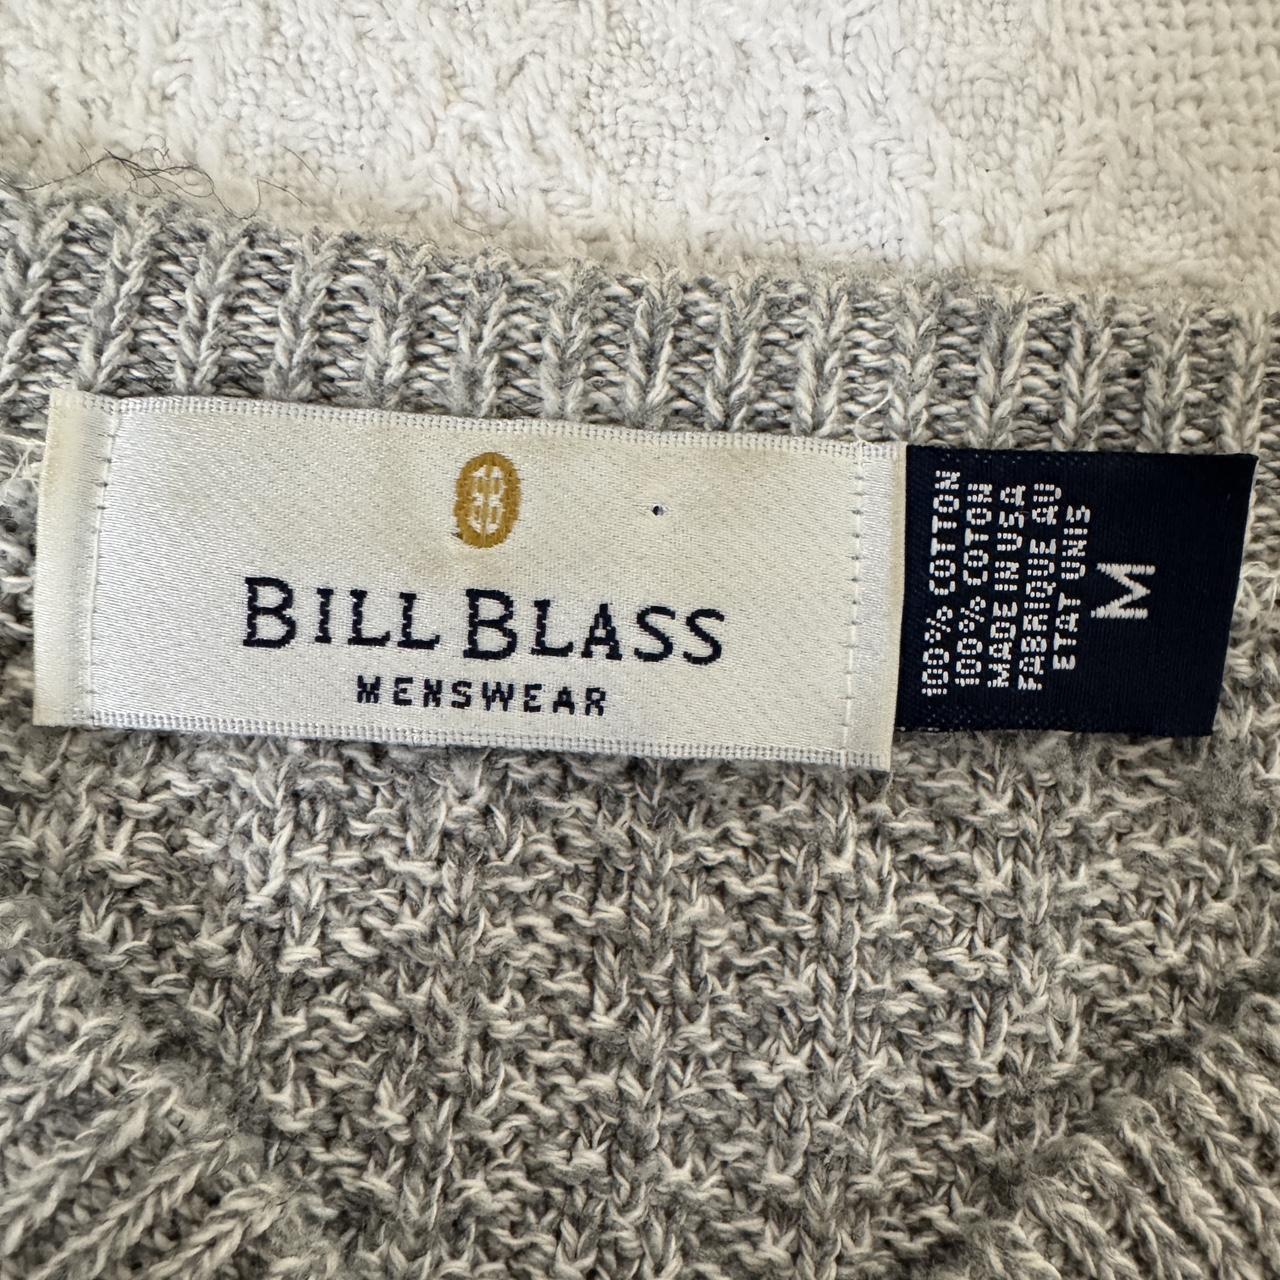 BILL BLASS
MENSWEAR
100% COTTON
100% COTON
MADE IN USA
FABRIQUE AU
ETAT UNIS
M